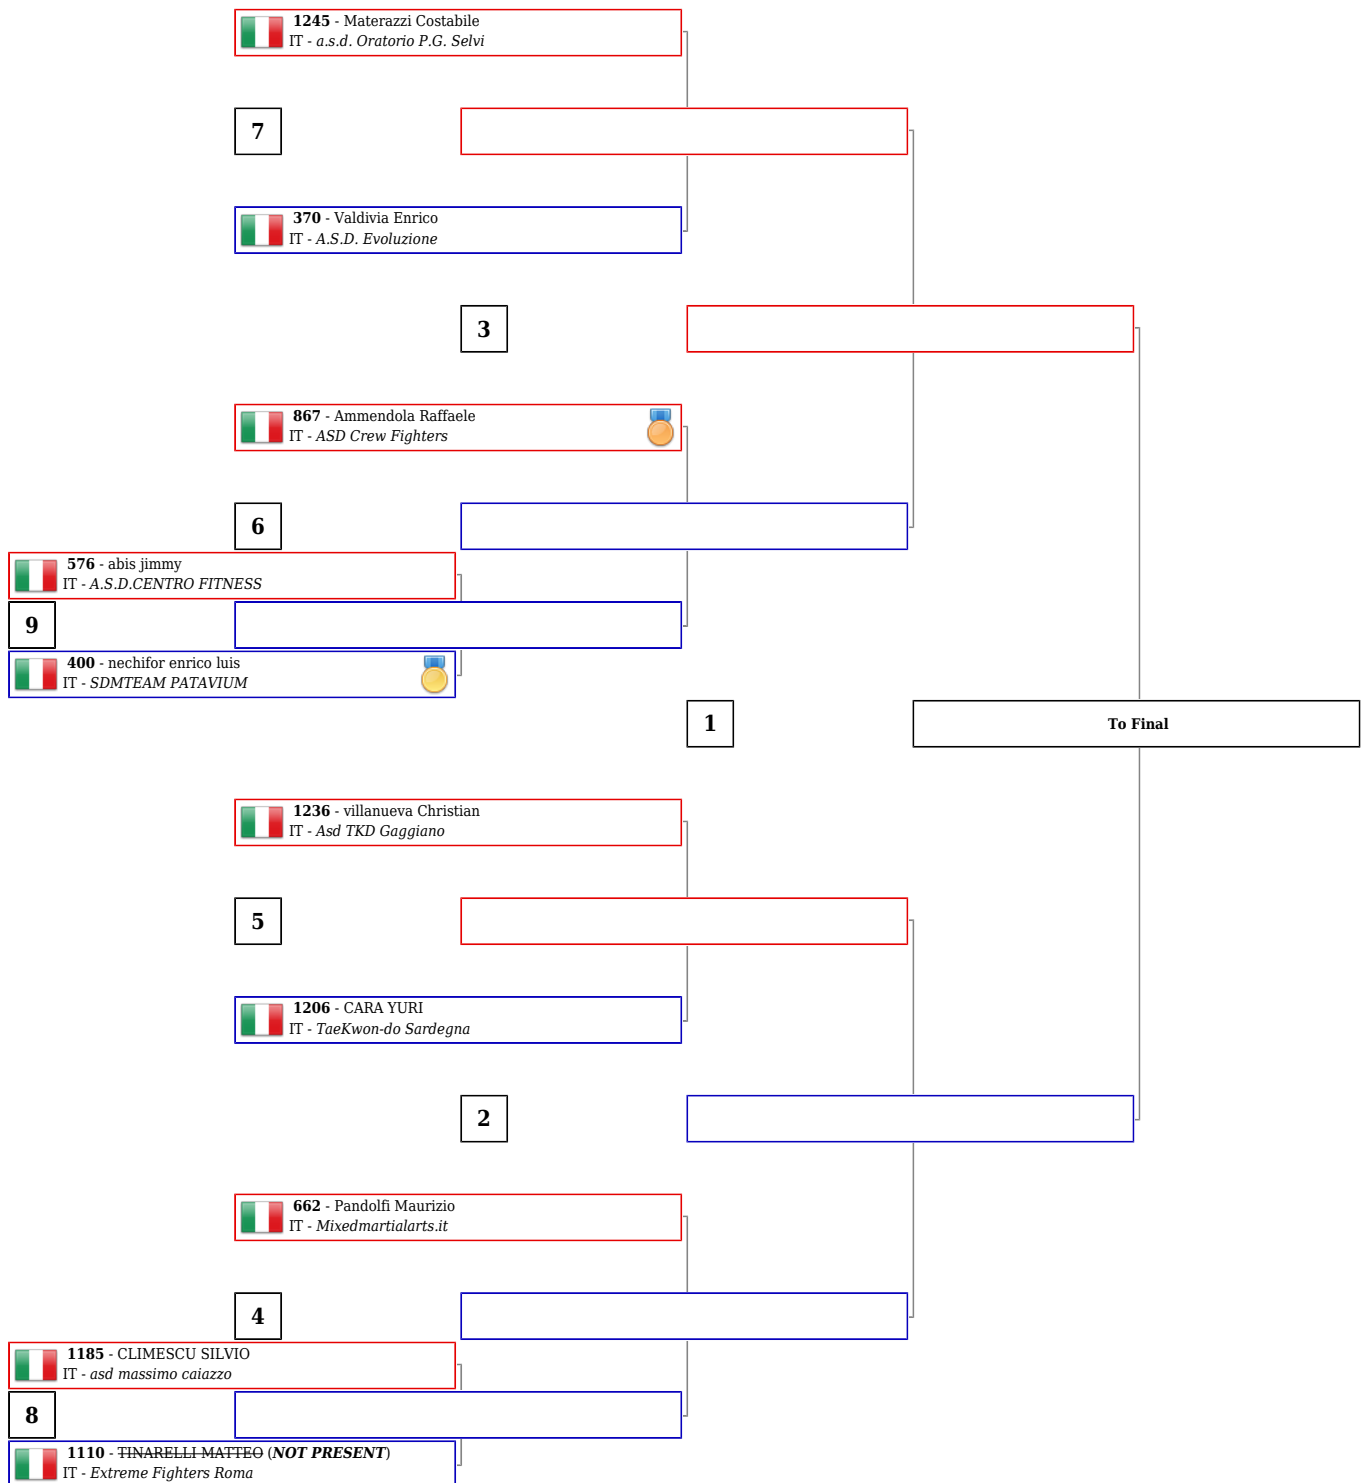 1245 - Materazzi Costabile
IT - a.s.d. Oratorio P.G. Selvi
7
370 - Valdivia Enrico
IT - A.S.D. Evoluzione
3
867 - Ammendola Raffaele
IT - ASD Crew Fighters
6
576 - abis jimmy
IT - A.S.D.CENTRO FITNESS
9
400 - nechifor enrico luis
IT - SDMTEAM PATAVIUM
1
To Final
1236 - villanueva Christian
IT - Asd TKD Gaggiano
5
1206 - CARA YURI
IT - TaeKwon-do Sardegna
2
662 - Pandolfi Maurizio
IT - Mixedmartialarts.it
4
1185 - CLIMESCU SILVIO
IT - asd massimo caiazzo
8
1110 - TINARELLI MATTEO (NOT PRESENT)
IT - Extreme Fighters Roma